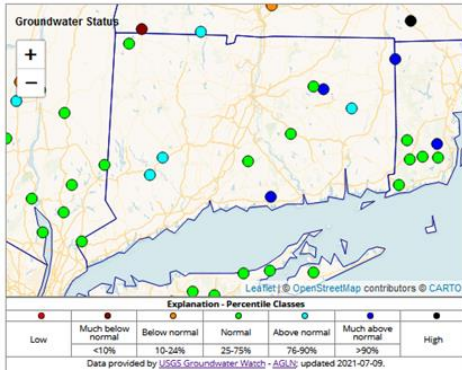 Groundwater Status
+
−
Leaflet | © OpenStreetMap contributors © CARTO
Explanation - Percentile Classes
Low
Much below normal
Below normal
Normal
Above normal
Much above normal
High
<10%
10-24%
25-75%
76-90%
>90%
Data provided by USGS Groundwater Watch - AGLN; updated 2021-07-09.